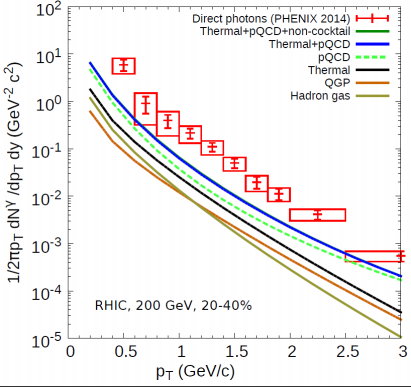 10²
10¹
10⁰
10⁻¹
10⁻²
10⁻³
10⁻⁴
10⁻⁵
1/2πp_T dN^γ/dp_T dy (GeV⁻² c²)
Direct photons (PHENIX 2014)
Thermal+pQCD+non-cocktail
Thermal+pQCD
pQCD
Thermal
QGP
Hadron gas
RHIC, 200 GeV, 20-40%
0 0.5 1 1.5 2 2.5 3
p_T (GeV/c)